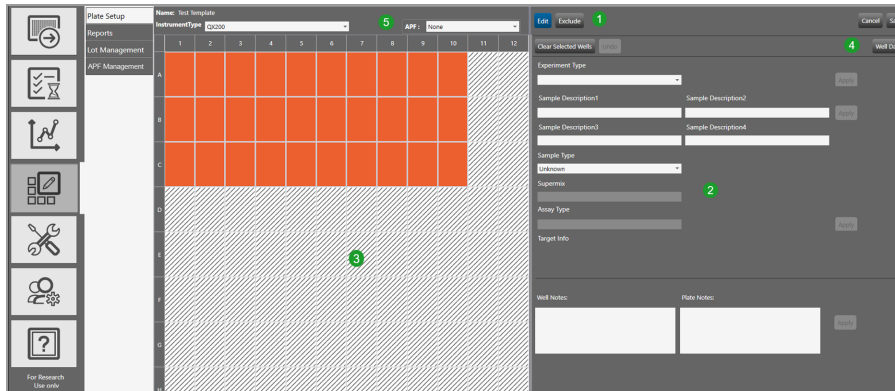 Plate Setup
Reports
Lot Management
APF Management
For Research
Use only
Name: Test Template
InstrumentType QX200 5 APF: None
1 2 3 4 5 6 7 8 9 10 11 12
A
B
C
D
E
F
G
H
3
Edit Exclude 1 Cancel
Clear Selected Wells Undo 4 Well
Experiment Type
Apply
Sample Description1 Sample Description2
Apply
Sample Description3 Sample Description4
Sample Type
Unknown
Supermix
2
Assay Type
Apply
Target Info
Well Notes: Plate Notes:
Apply